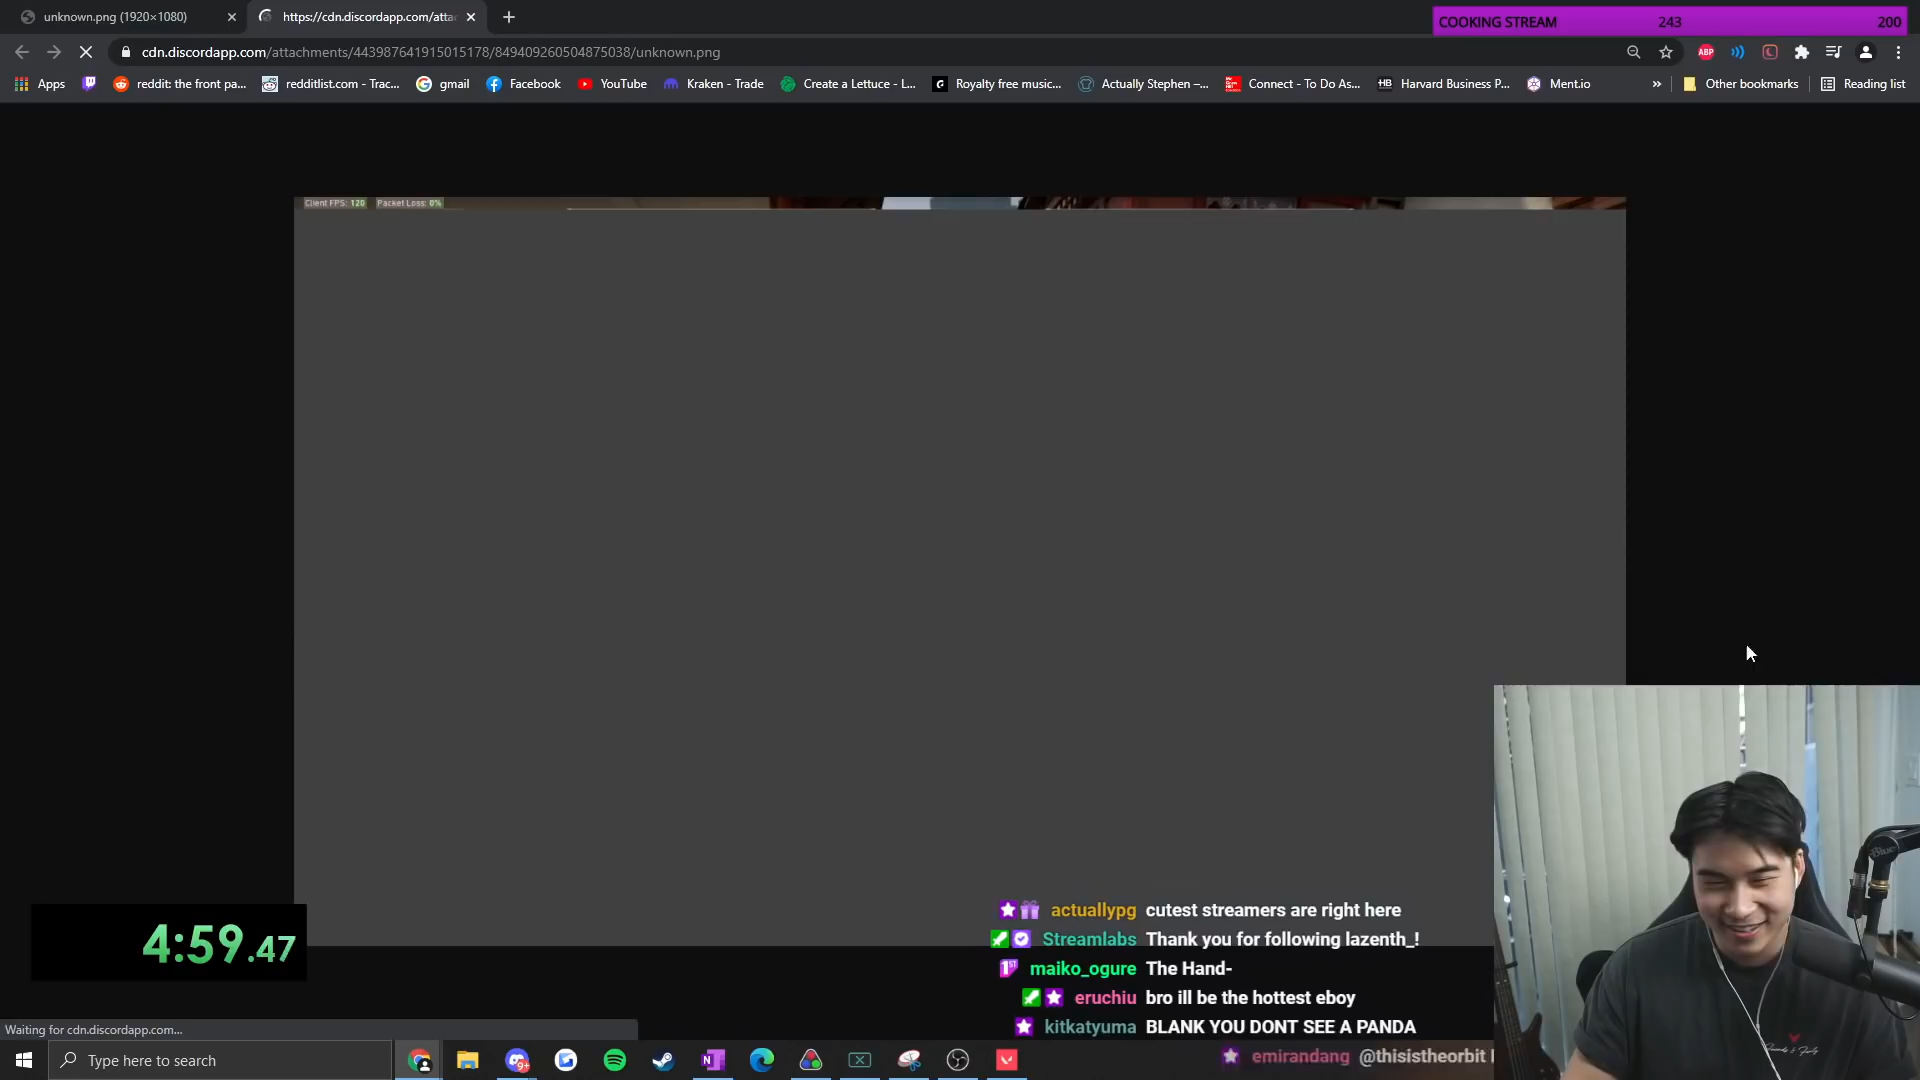 unknown.png (1920×1080)
https://cdn.discordapp.com/atta
COOKING STREAM 243 200
cdn.discordapp.com/attachments/443987641915015178/849409260504875038/unknown.png
ABP
Apps
reddit: the front pa...
redditlist.com - Trac...
gmail
Facebook
YouTube
Kraken - Trade
Create a Lettuce - L...
Royalty free music...
Actually Stephen –...
Connect - To Do As...
HB Harvard Business P...
Ment.io
»
Other bookmarks
Reading list
Client FPS: 120 Packet Loss: 0%
actuallypg cutest streamers are right here
Streamlabs Thank you for following lazenth_!
1ST maiko_ogure The Hand-
eruchiu bro ill be the hottest eboy
kitkatyuma BLANK YOU DONT SEE A PANDA
emirandang @thisistheorbit
4:59.47
Blue
Waiting for cdn.discordapp.com...
Type here to search
9+